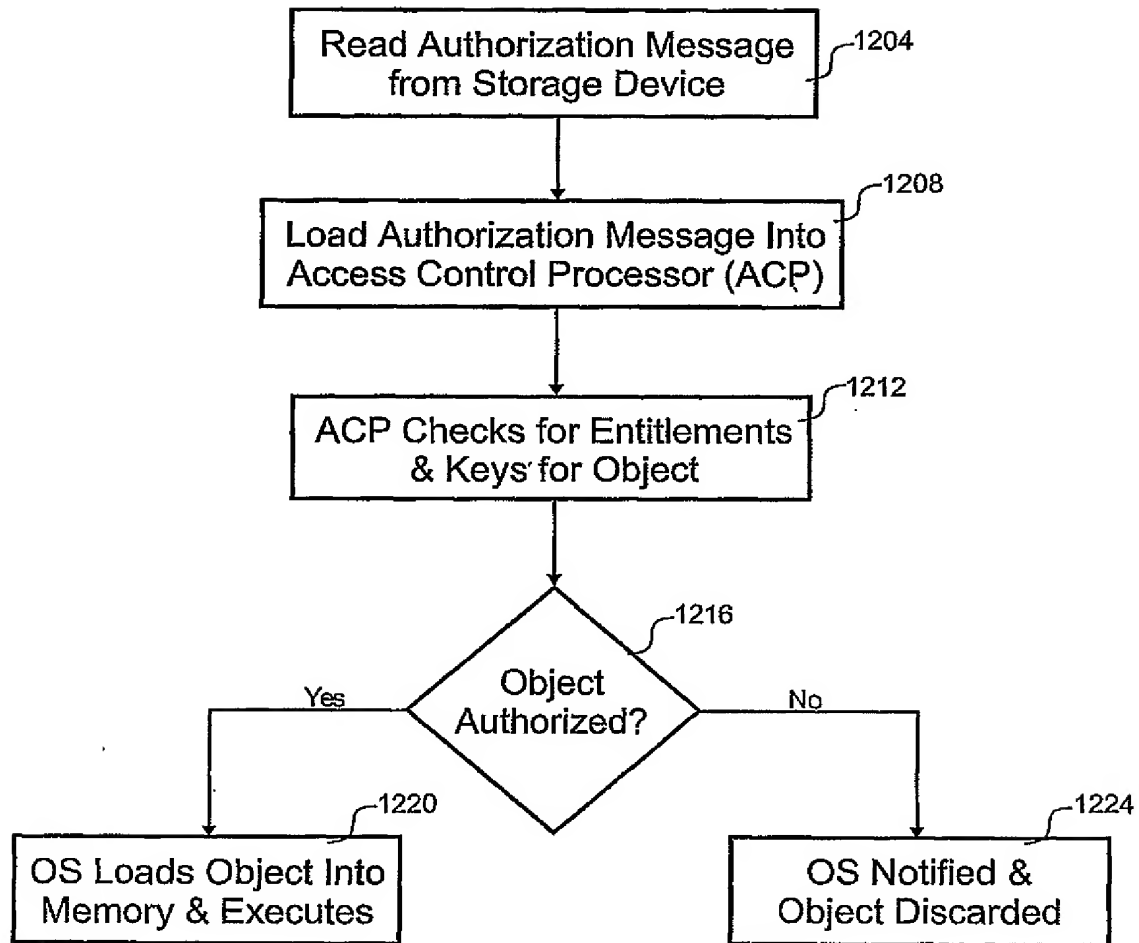 Read Authorization Message
from Storage Device
1204
Load Authorization Message Into
Access Control Processor (ACP)
1208
ACP Checks for Entitlements
& Keys for Object
1212
Object
Authorized?
1216
Yes
No
OS Loads Object Into
Memory & Executes
1220
OS Notified &
Object Discarded
1224